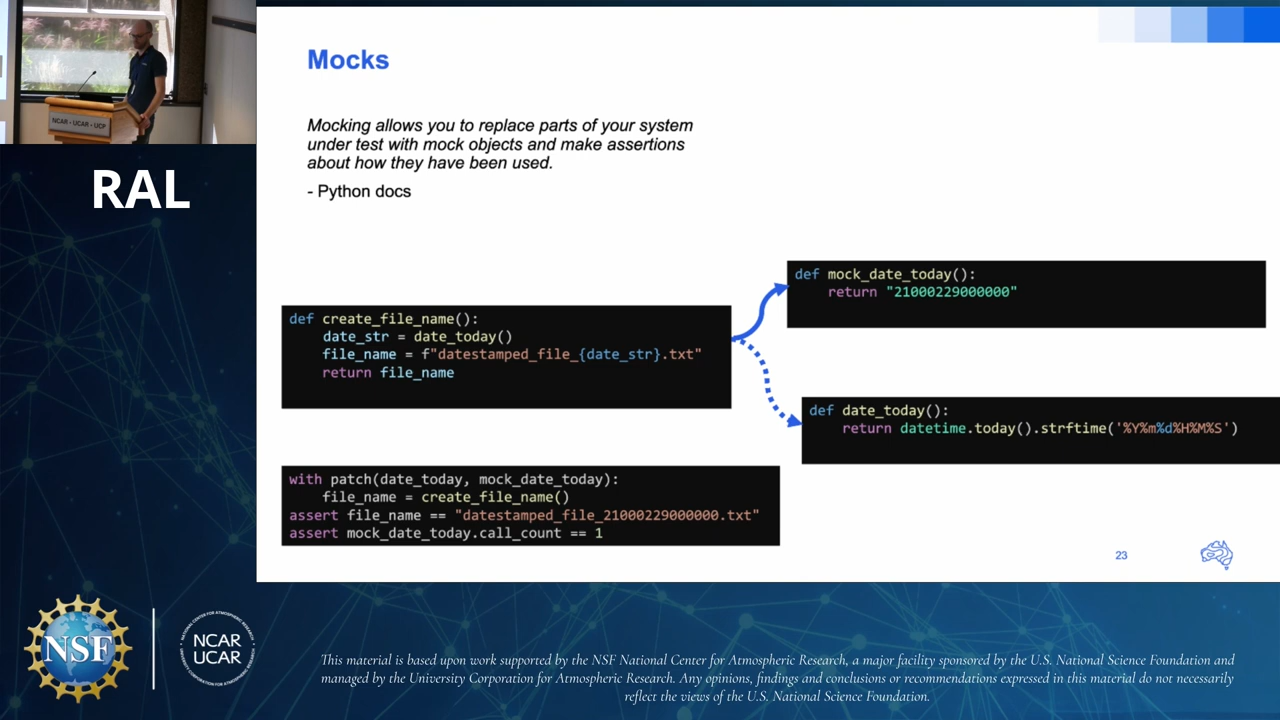 NCAR • UCAR • UCP
RAL
Mocks
Mocking allows you to replace parts of your system
under test with mock objects and make assertions
about how they have been used.
- Python docs
def create_file_name():
    date_str = date_today()
    file_name = f"datestamped_file_{date_str}.txt"
    return file_name
def mock_date_today():
    return "21000229000000"
def date_today():
    return datetime.today().strftime('%Y%m%d%H%M%S')
with patch(date_today, mock_date_today):
    file_name = create_file_name()
assert file_name == "datestamped_file_21000229000000.txt"
assert mock_date_today.call_count == 1
23
NSF
NCAR
UCAR
This material is based upon work supported by the NSF National Center for Atmospheric Research, a major facility sponsored by the U.S. National Science Foundation and
managed by the University Corporation for Atmospheric Research. Any opinions, findings and conclusions or recommendations expressed in this material do not necessarily
reflect the views of the U.S. National Science Foundation.